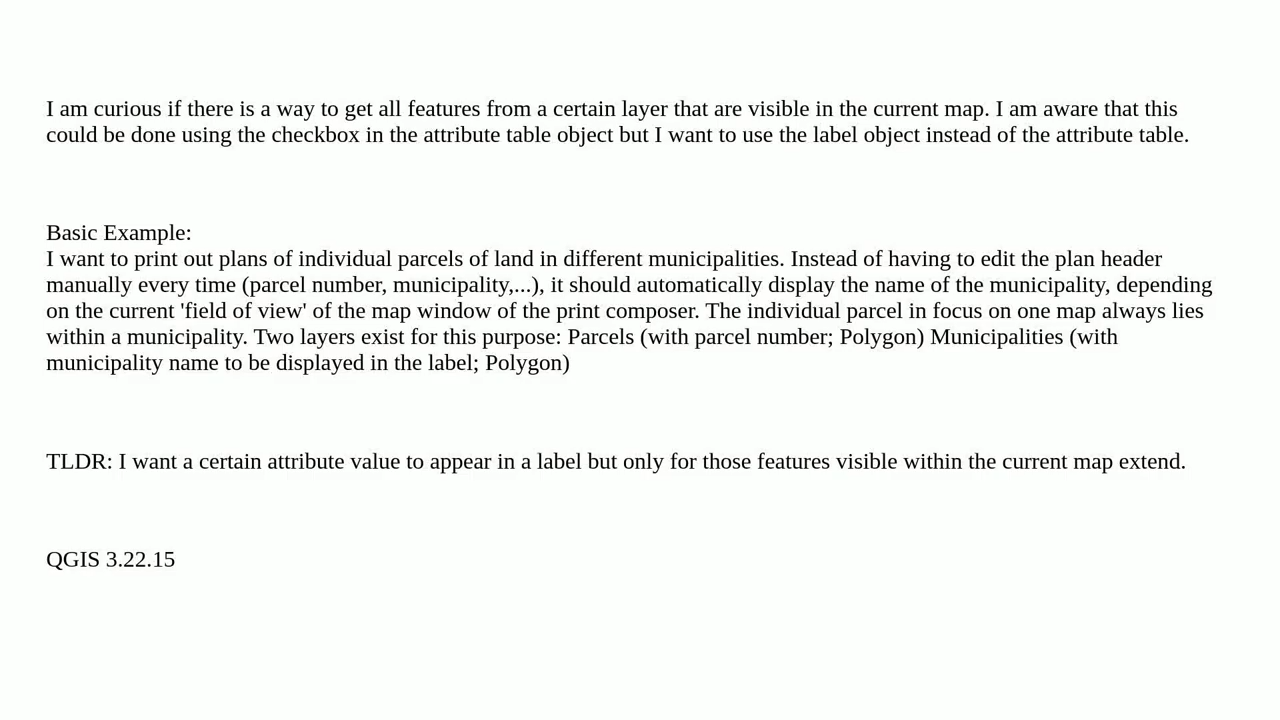 I am curious if there is a way to get all features from a certain layer that are visible in the current map. I am aware that this
could be done using the checkbox in the attribute table object but I want to use the label object instead of the attribute table.
Basic Example:
I want to print out plans of individual parcels of land in different municipalities. Instead of having to edit the plan header
manually every time (parcel number, municipality,...), it should automatically display the name of the municipality, depending
on the current 'field of view' of the map window of the print composer. The individual parcel in focus on one map always lies
within a municipality. Two layers exist for this purpose: Parcels (with parcel number; Polygon) Municipalities (with
municipality name to be displayed in the label; Polygon)
TLDR: I want a certain attribute value to appear in a label but only for those features visible within the current map extend.
QGIS 3.22.15